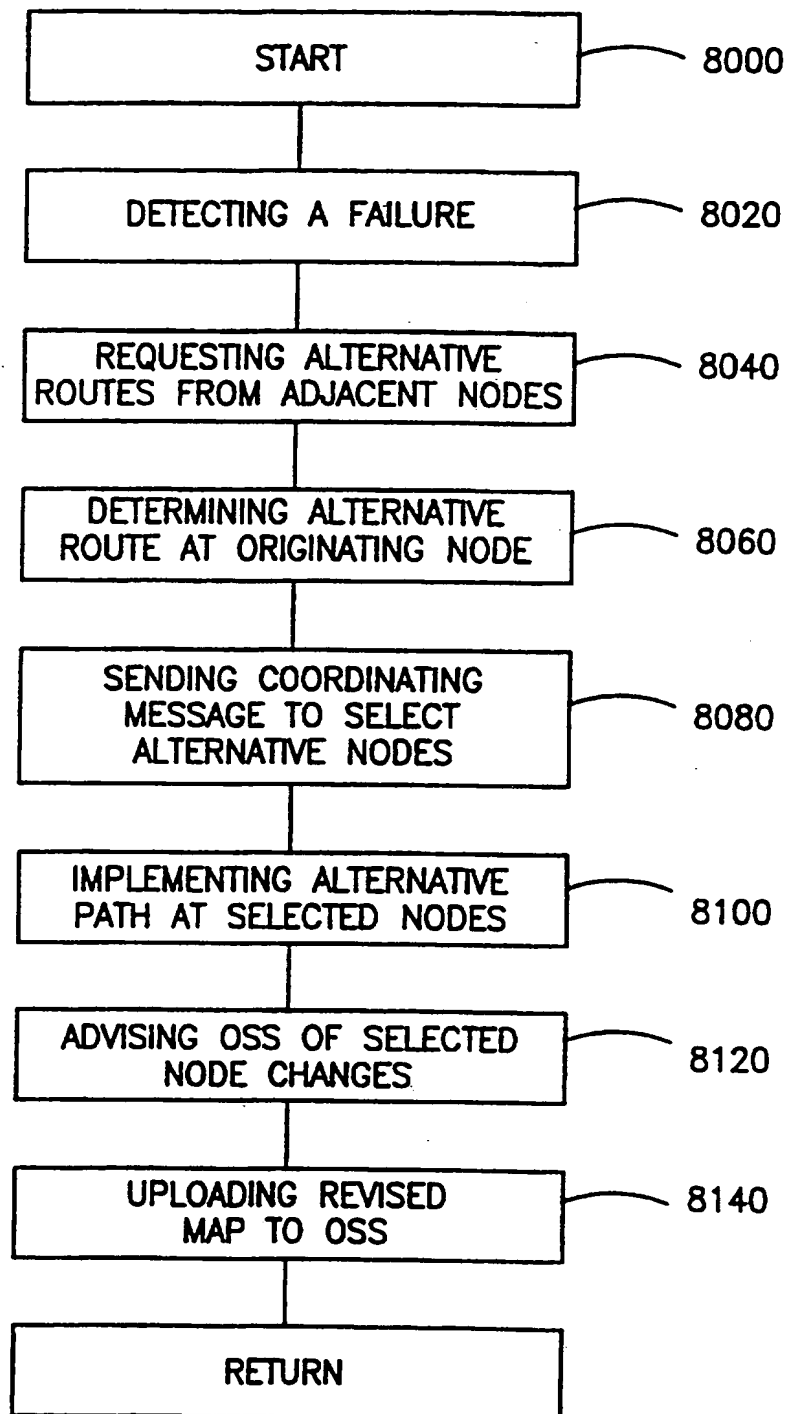 START
8000
DETECTING A FAILURE
8020
REQUESTING ALTERNATIVE
ROUTES FROM ADJACENT NODES
8040
DETERMINING ALTERNATIVE
ROUTE AT ORIGINATING NODE
8060
SENDING COORDINATING
MESSAGE TO SELECT
ALTERNATIVE NODES
8080
IMPLEMENTING ALTERNATIVE
PATH AT SELECTED NODES
8100
ADVISING OSS OF SELECTED
NODE CHANGES
8120
UPLOADING REVISED
MAP TO OSS
8140
RETURN